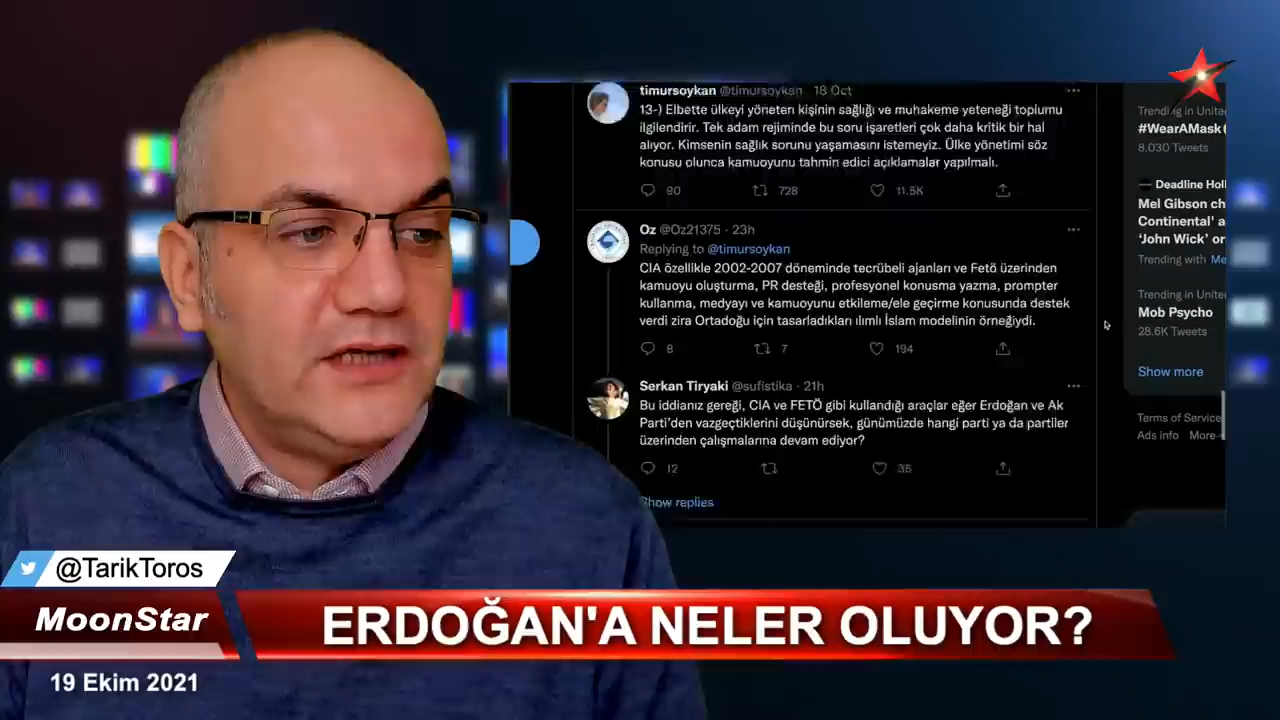 timursoykan @timursoykan · 18 Oct
13-) Elbette ülkeyi yöneten kişinin sağlığı ve muhakeme yeteneği toplumu
ilgilendirir. Tek adam rejiminde bu soru işaretleri çok daha kritik bir hal
alıyor. Kimsenin sağlık sorunu yaşamasını istemeyiz. Ülke yönetimi söz
konusu olunca kamuoyunu tahmin edici açıklamalar yapılmalı.
90 728 11.5K
Oz @Oz21375 · 23h
Replying to @timursoykan
CIA özellikle 2002-2007 döneminde tecrübeli ajanları ve Fetö üzerinden
kamuoyu oluşturma, PR desteği, profesyonel konusma yazma, prompter
kullanma, medyayı ve kamuoyunu etkileme/ele geçirme konusunda destek
verdi zira Ortadoğu için tasarladıkları ılımlı İslam modelinin örneğiydi.
8 7 194
Serkan Tiryaki @sufistika · 21h
Bu iddianız gereği, CIA ve FETÖ gibi kullandığı araçlar eğer Erdoğan ve Ak
Parti'den vazgeçtiklerini düşünürsek, günümüzde hangi parti ya da partiler
üzerinden çalışmalarına devam ediyor?
12 36
Show replies
Trending in Unite
#WearAMask
8.030 Tweets
Deadline Holl
Mel Gibson ch
Continental' a
'John Wick' or
Trending with Me
Trending in Unite
Mob Psycho
28.6K Tweets
Show more
Terms of Service
Ads info More
@TarikToros
MoonStar
ERDOĞAN'A NELER OLUYOR?
19 Ekim 2021